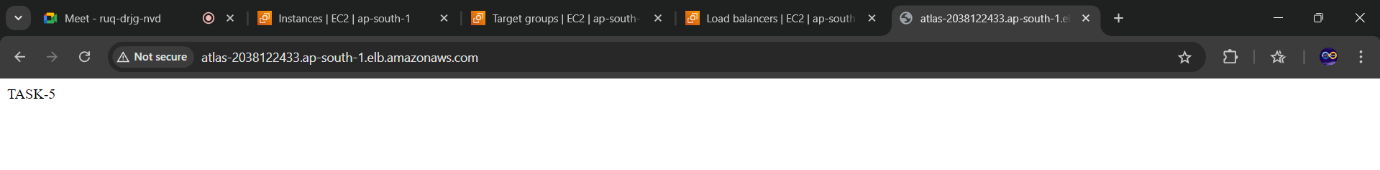 Meet - ruq-drjg-nvd
Instances | EC2 | ap-south-1
Target groups | EC2 | ap-south-
Load balancers | EC2 | ap-south
atlas-2038122433.ap-south-1.el
Not secure
atlas-2038122433.ap-south-1.elb.amazonaws.com
TASK-5